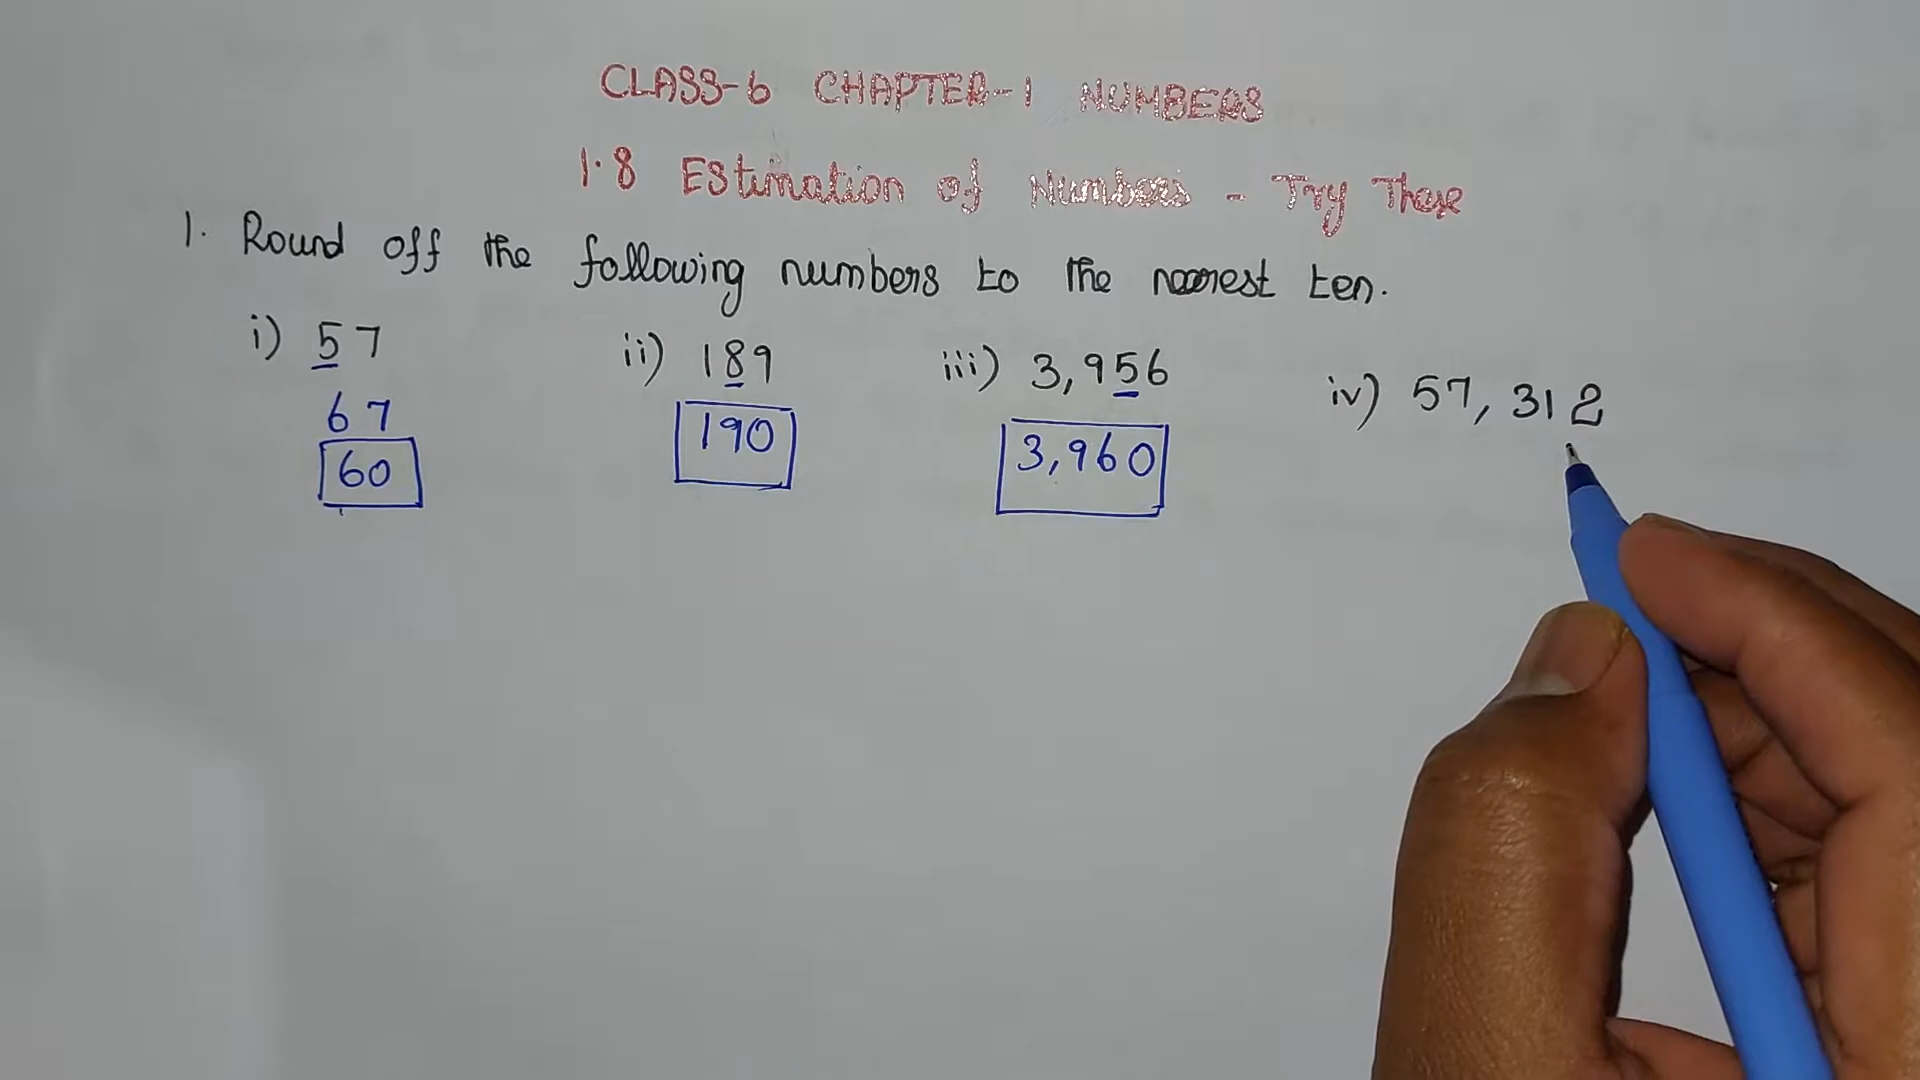 CLASS-6 CHAPTER-1 NUMBERS
1.8 Estimation of Numbers - Try These
1. Round off the following numbers to the nearest ten.
i) 57 ii) 189 iii) 3,956 iv) 57,312
67 190 3,960
60